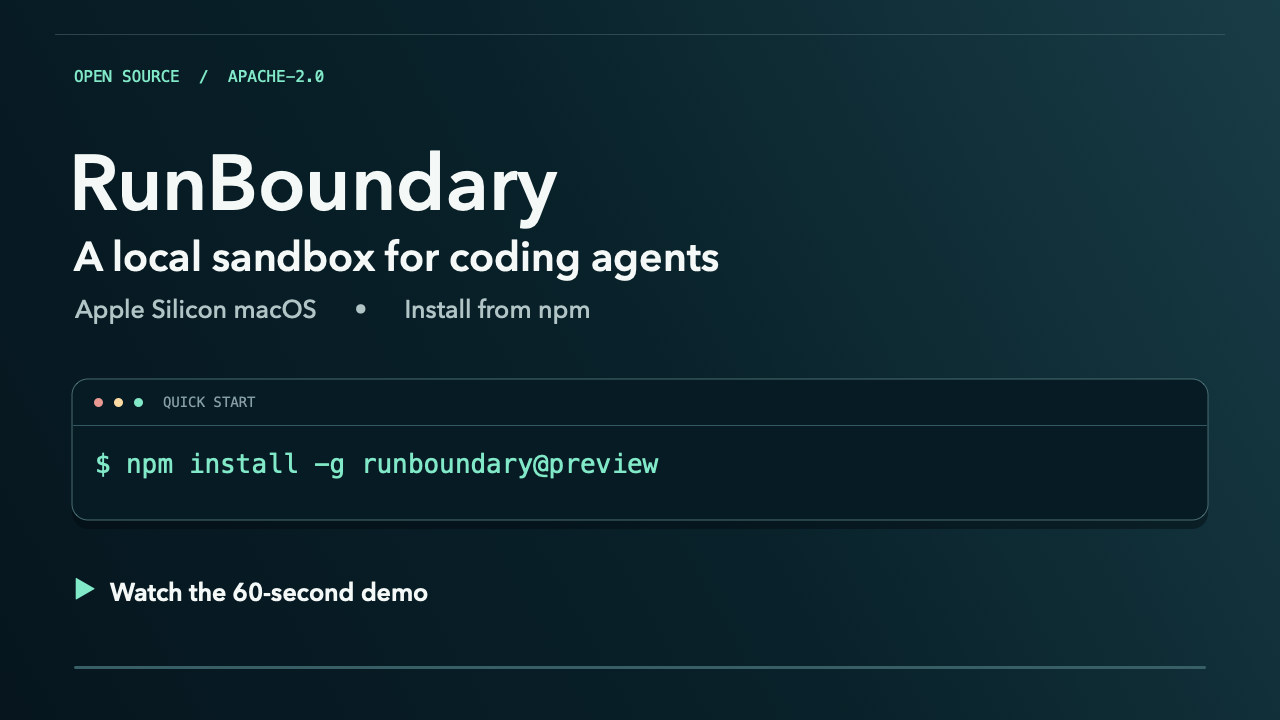 OPEN SOURCE / APACHE-2.0
RunBoundary
A local sandbox for coding agents
Apple Silicon macOS • Install from npm
QUICK START
$ npm install -g runboundary@preview
Watch the 60-second demo